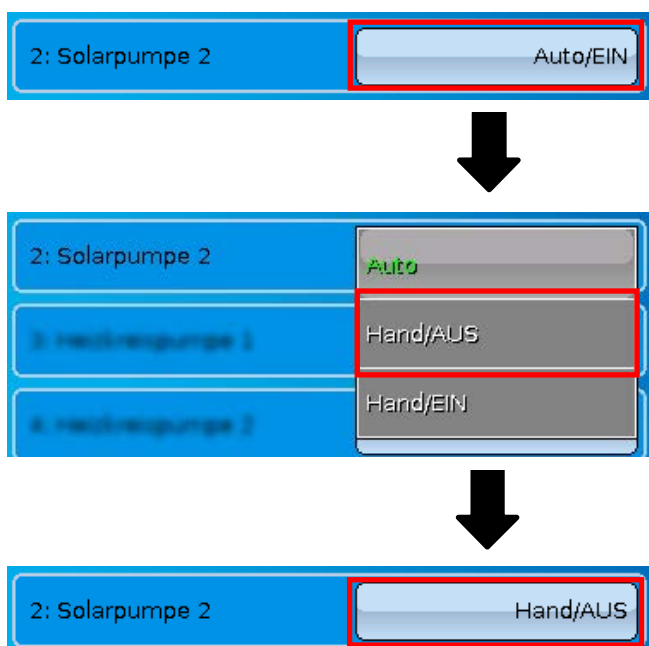 2: Solarpumpe 2 Auto/EIN
2: Solarpumpe 2
Auto
Hand/AUS
Hand/EIN
2: Solarpumpe 2 Hand/AUS